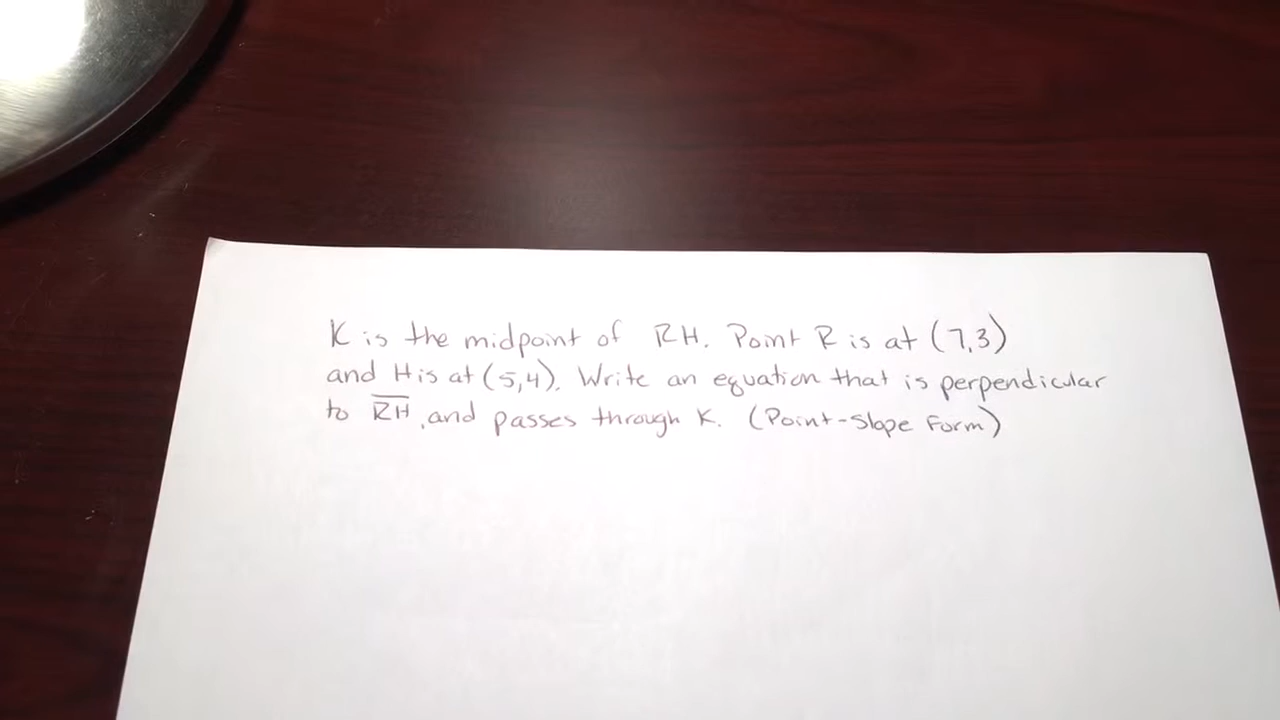 K is the midpoint of RH. Point R is at (7,3)
and H is at (5,4). Write an equation that is perpendicular
to R̅H̅, and passes through K. (Point-Slope Form)